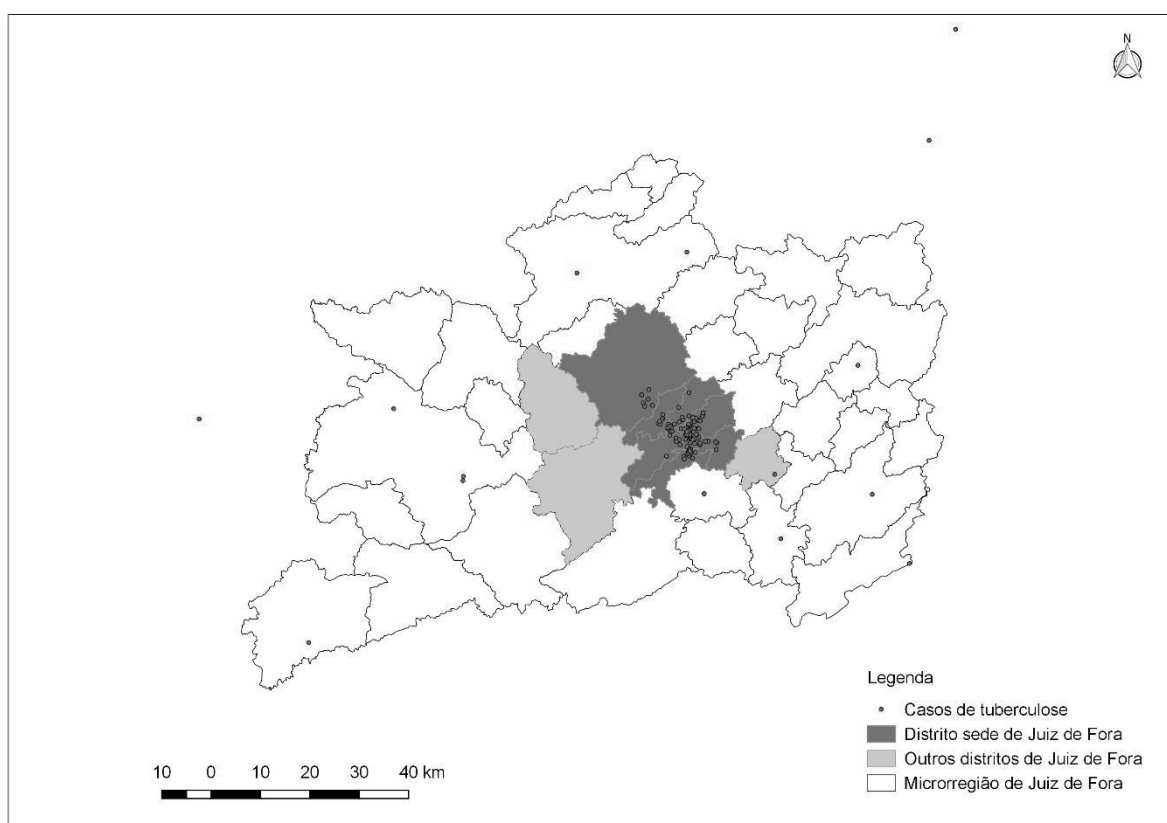 N
Legenda
Casos de tuberculose
Distrito sede de Juiz de Fora
Outros distritos de Juiz de Fora
Microrregião de Juiz de Fora
10 0 10 20 30 40 km